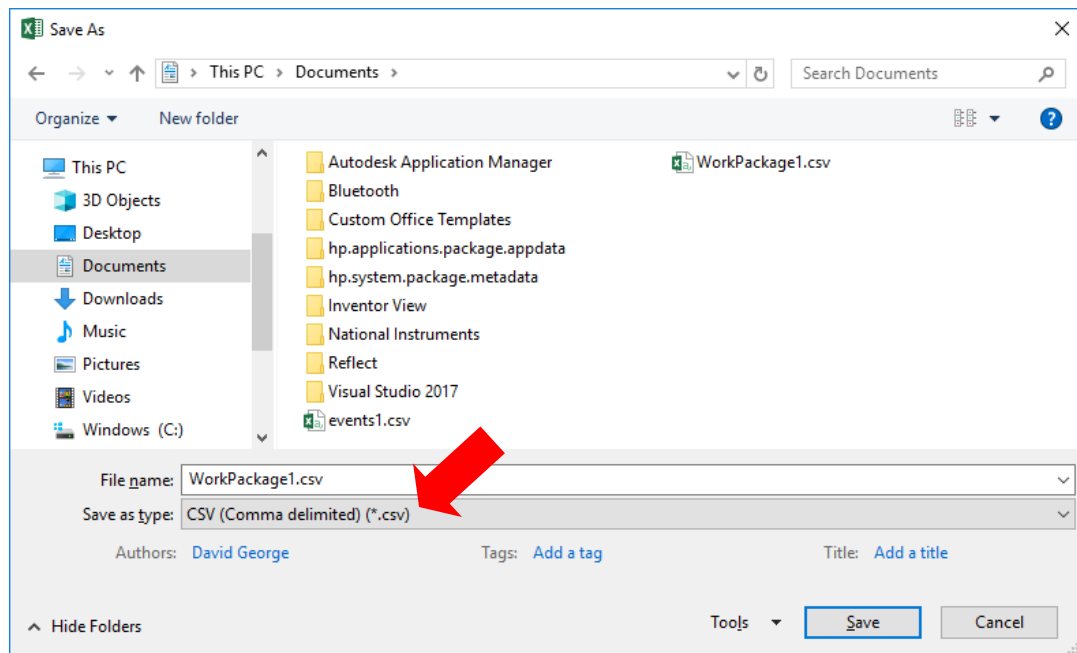 Save As
This PC > Documents >
Search Documents
Organize
New folder
?
This PC
3D Objects
Desktop
Documents
Downloads
Music
Pictures
Videos
Windows (C:)
Autodesk Application Manager
Bluetooth
Custom Office Templates
hp.applications.package.appdata
hp.system.package.metadata
Inventor View
National Instruments
Reflect
Visual Studio 2017
events1.csv
WorkPackage1.csv
File name: WorkPackage1.csv
Save as type: CSV (Comma delimited) (*.csv)
Authors: David George
Tags: Add a tag
Title: Add a title
Hide Folders
Tools
Save
Cancel